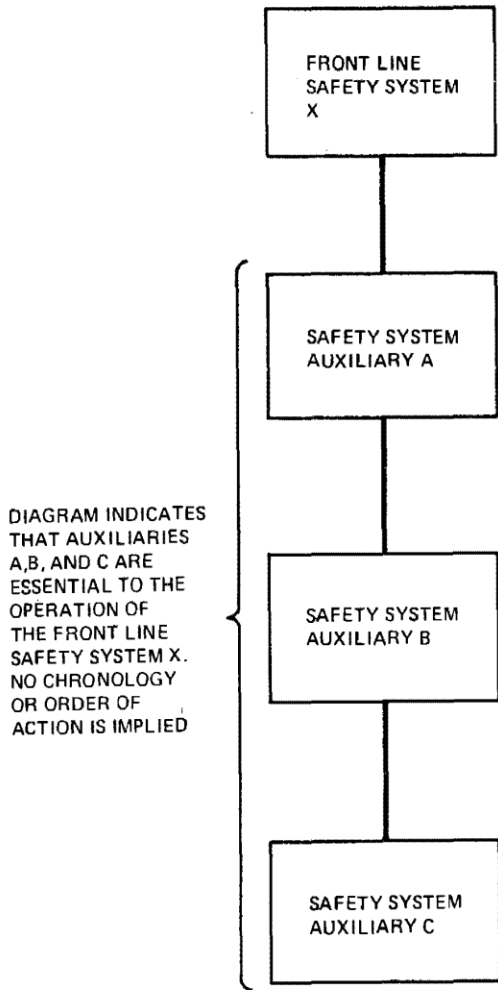 FRONT LINE
SAFETY SYSTEM
X
SAFETY SYSTEM
AUXILIARY A
DIAGRAM INDICATES
THAT AUXILIARIES
A,B, AND C ARE
ESSENTIAL TO THE
OPERATION OF
THE FRONT LINE
SAFETY SYSTEM X.
NO CHRONOLOGY
OR ORDER OF
ACTION IS IMPLIED
SAFETY SYSTEM
AUXILIARY B
SAFETY SYSTEM
AUXILIARY C